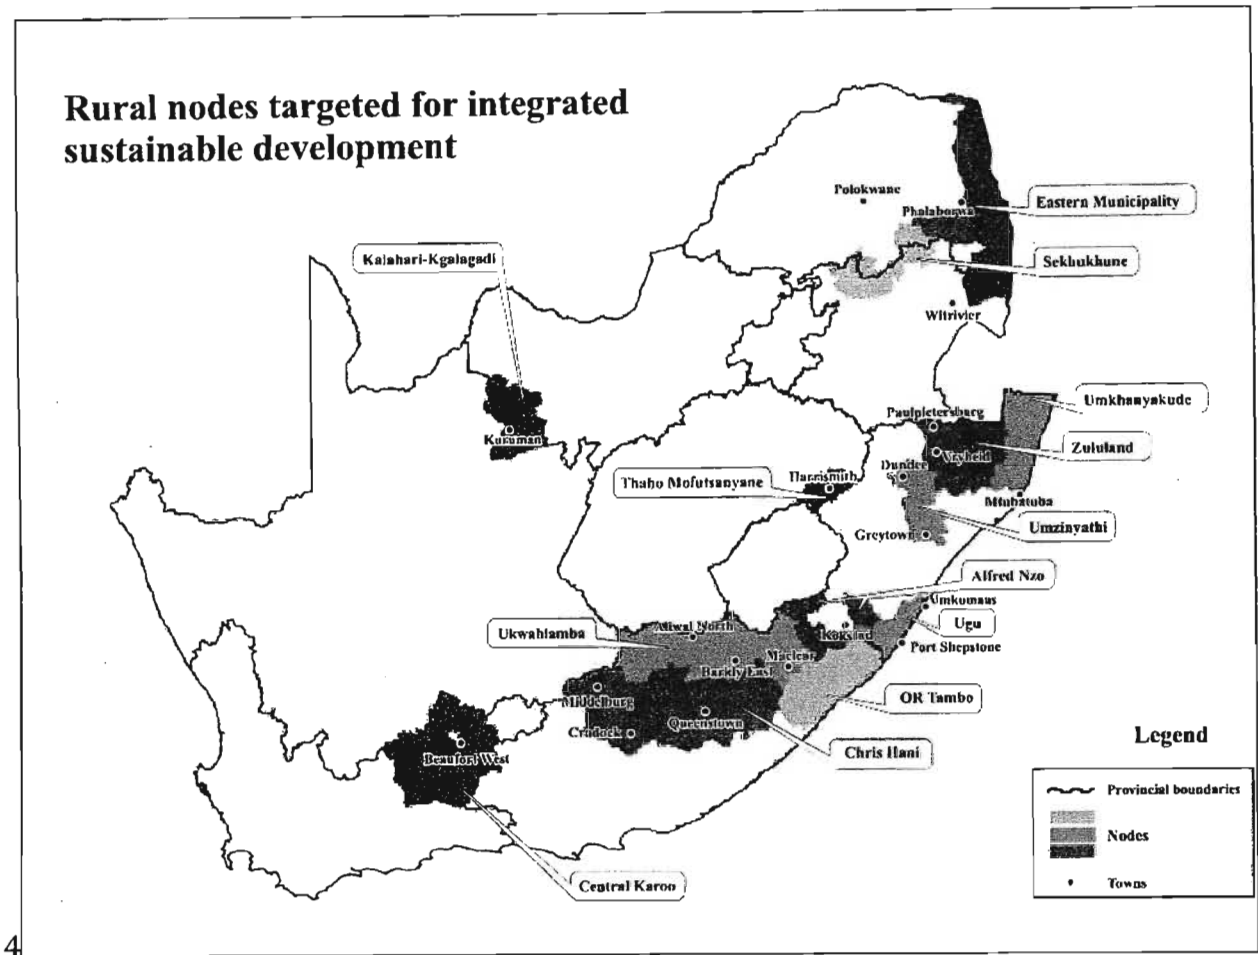 Rural nodes targeted for integrated
sustainable development
Polokwane
Phalaborwa
Eastern Municipality
Kalahari-Kgalagadi
Sekhukhune
Witrivier
Kuruman
Paulpietersburg
Umkhanyakude
Vryheid
Zululand
Dundee
Harrismith
Thabo Mofutsanyane
Mtubatuba
Umzinyathi
Greytown
Alfred Nzo
Umkomaas
Ugu
Ukwahlamba
Aliwal North
Kokstad
Port Shepstone
Maclear
Barkly East
OR Tambo
Middelburg
Queenstown
Cradock
Chris Hani
Beaufort West
Central Karoo
Legend
Provincial boundaries
Nodes
Towns
4